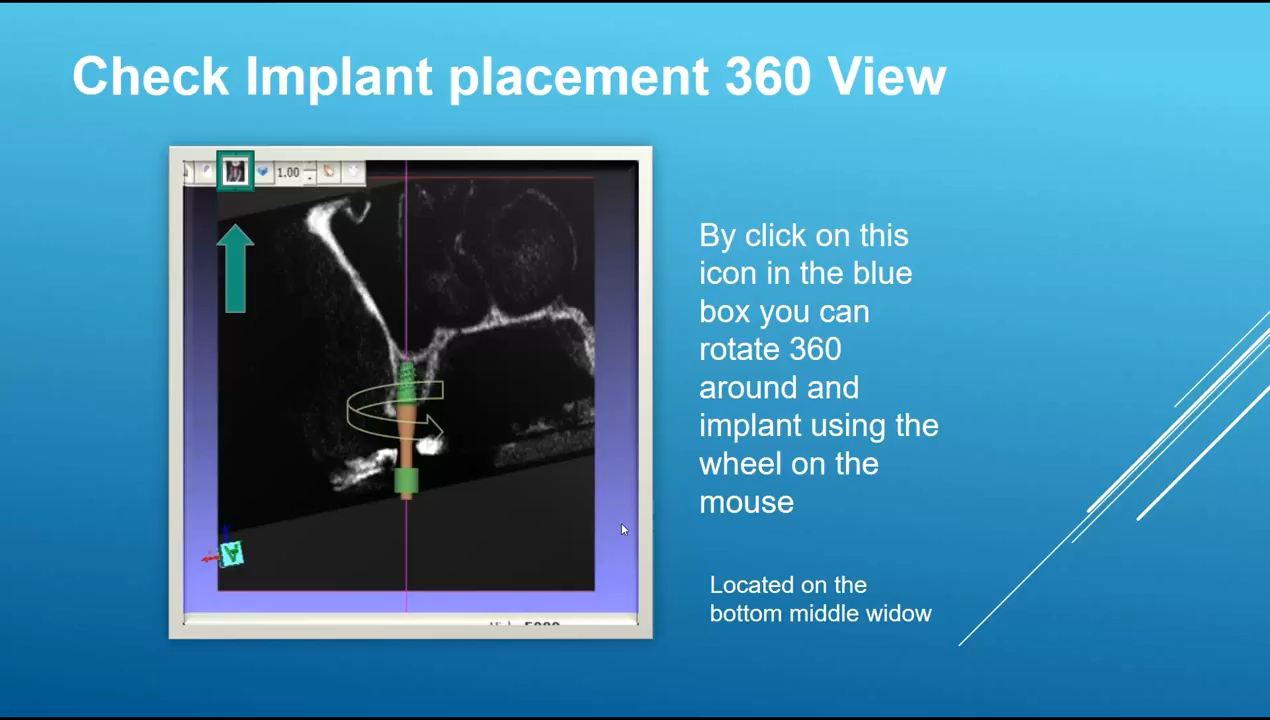 Check Implant placement 360 View
1.00
By click on this
icon in the blue
box you can
rotate 360
around and
implant using the
wheel on the
mouse
Located on the
bottom middle widow